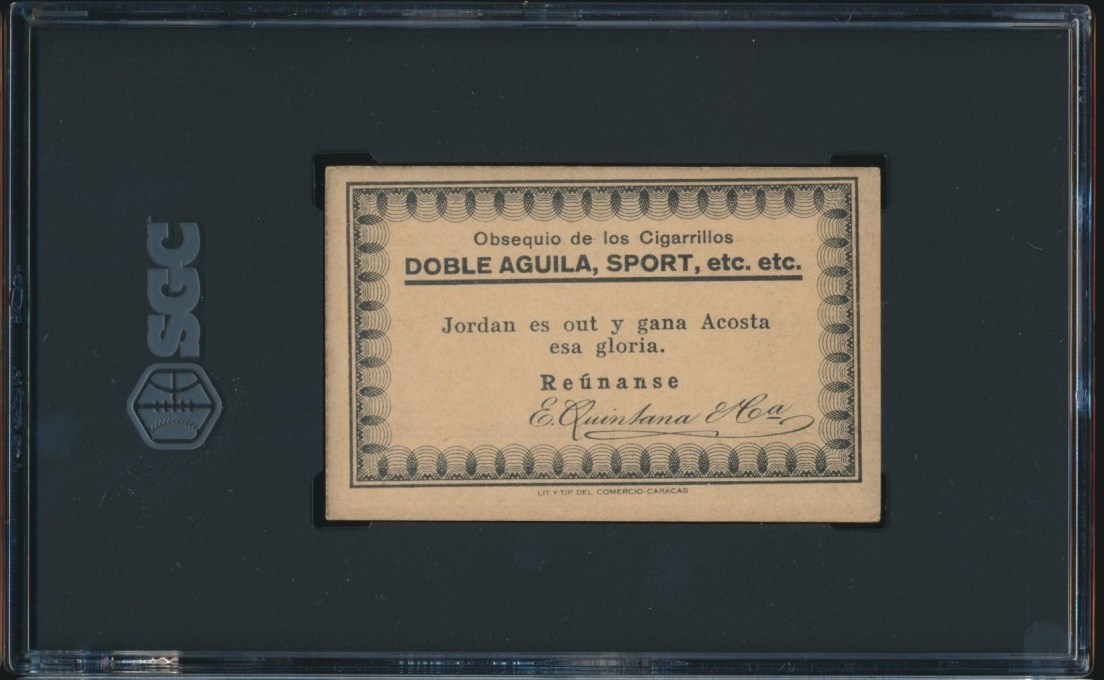 SGC
Obsequio de los Cigarrillos
DOBLE AGUILA, SPORT, etc. etc.
Jordan es out y gana Acosta
esa gloria.
Reúnanse
E. Quintana & Ca
LIT Y TIP DEL COMERCIO-CARACAS